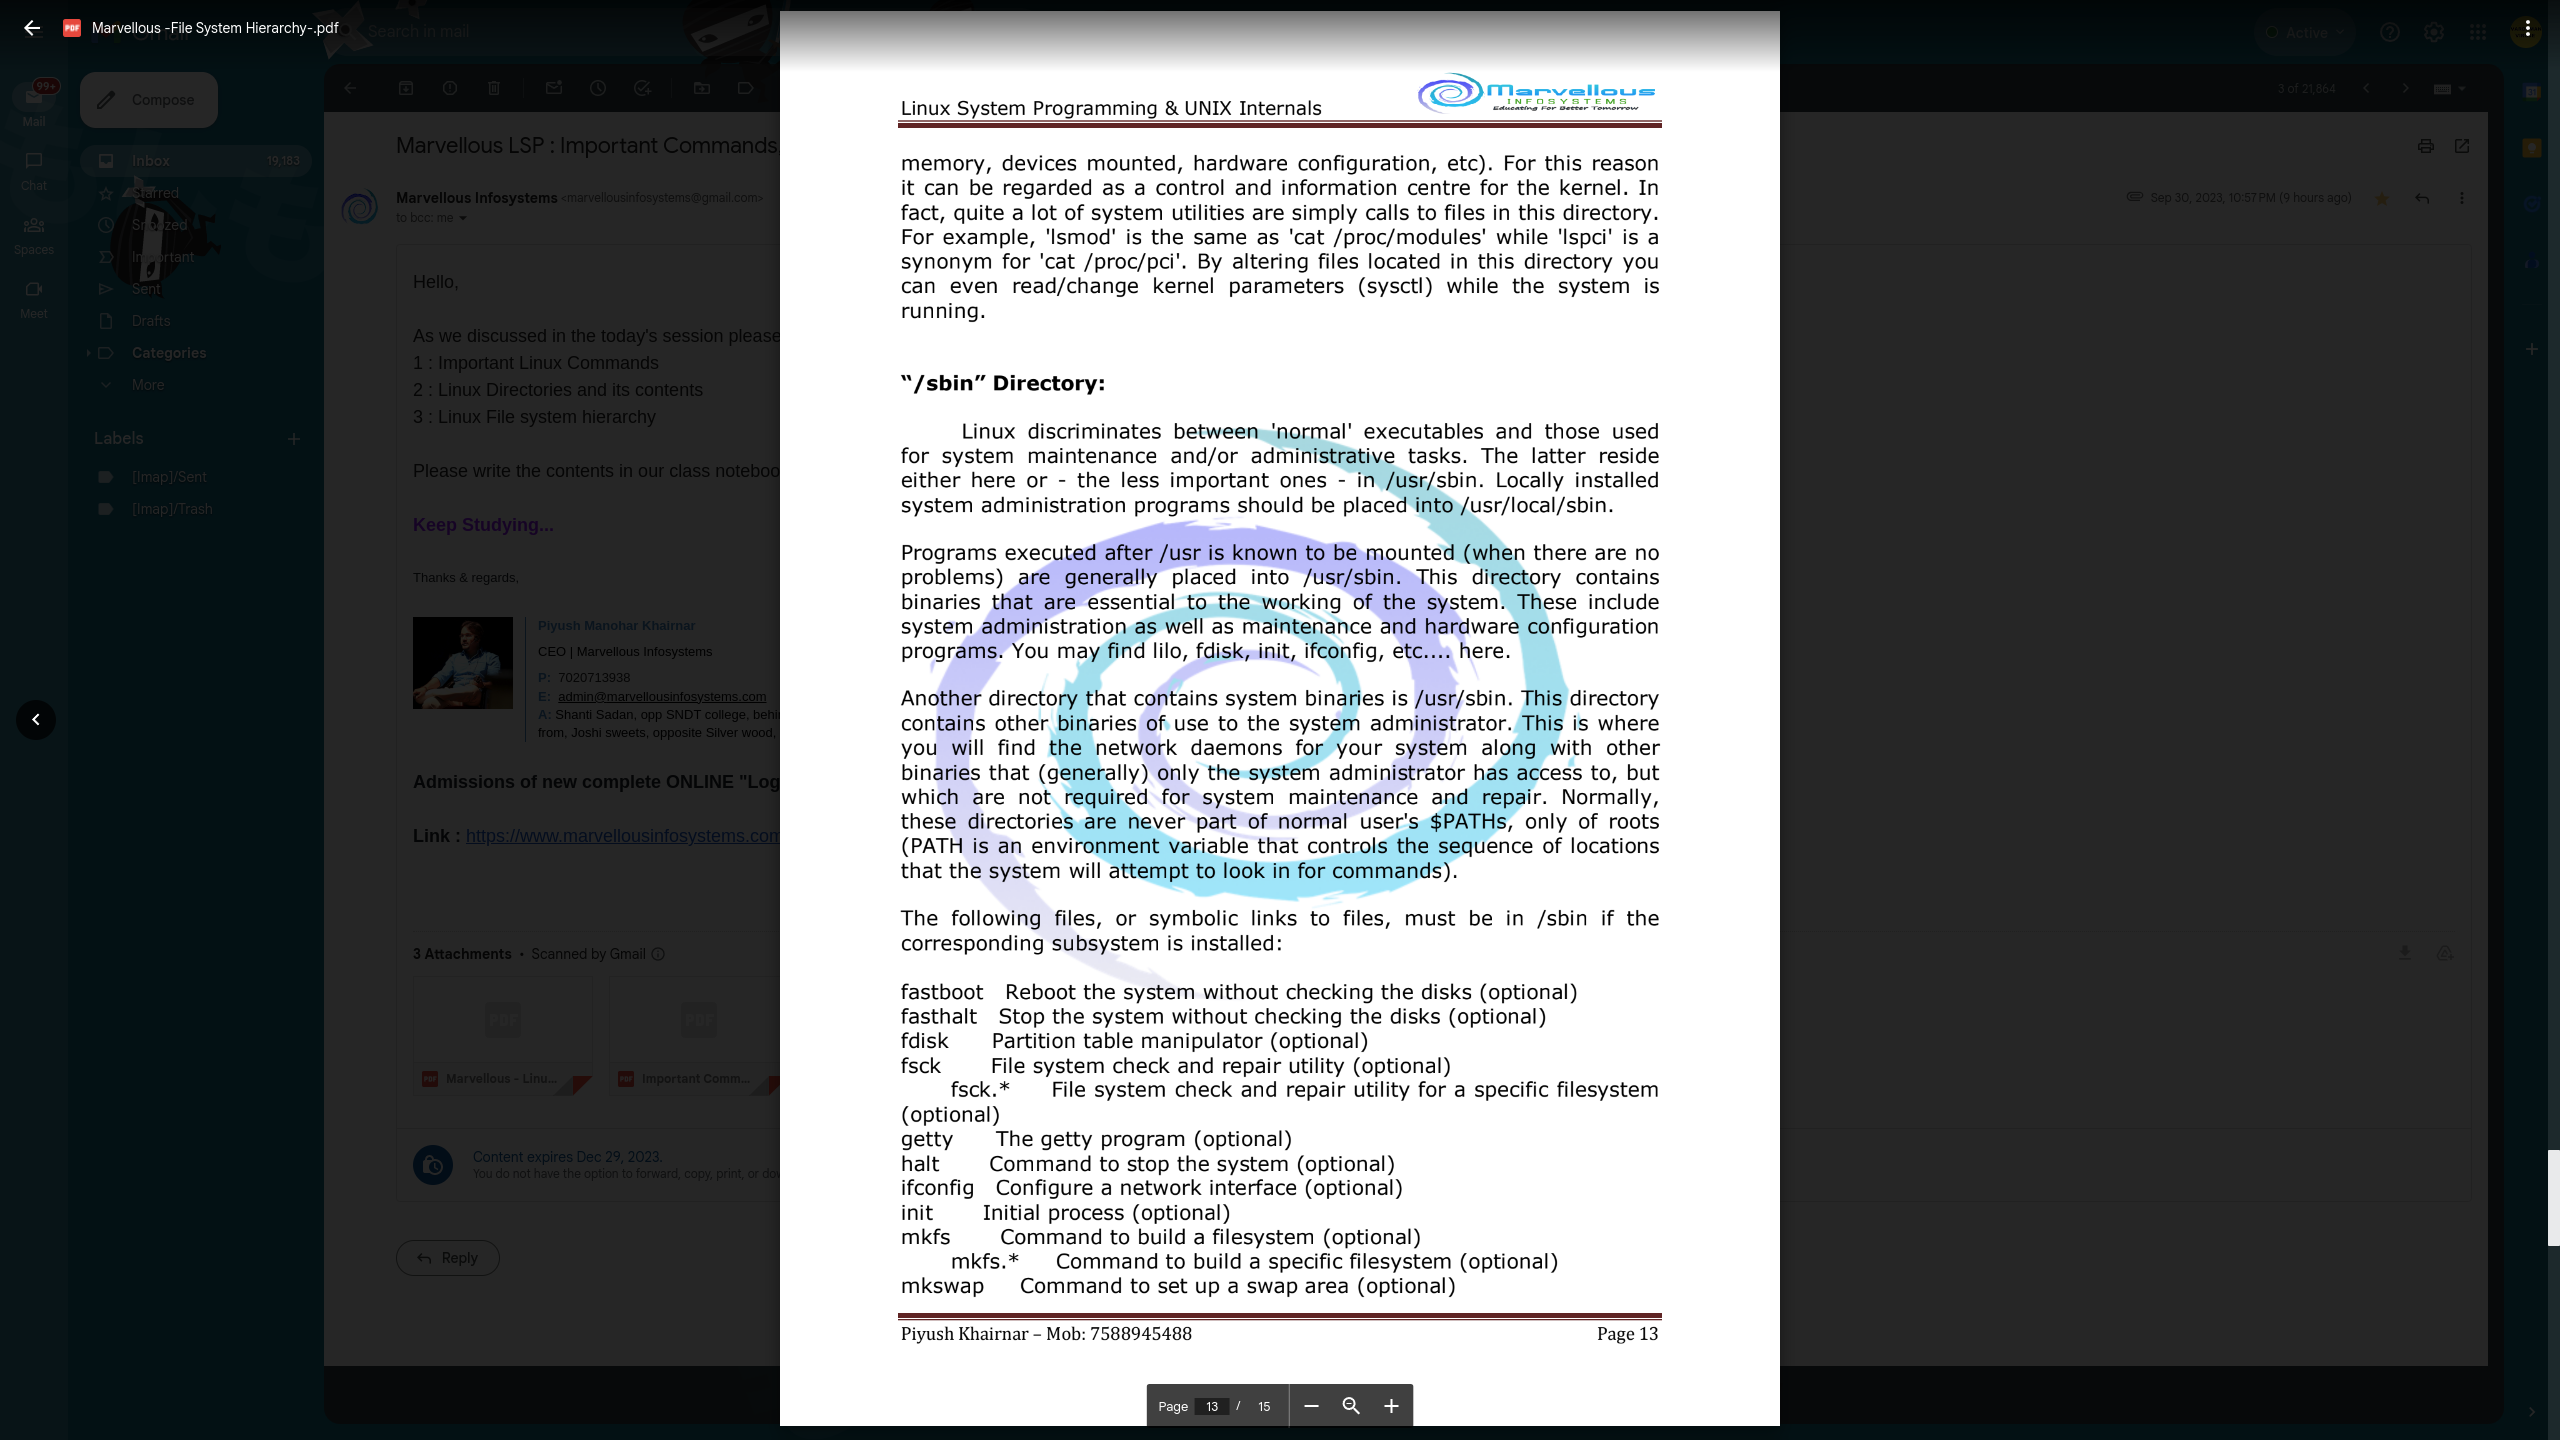 Marvellous -File System Hierarchy-.pdf
Search in mail
Active
99+
Mail
Compose
3 of 21,864
Chat
Spaces
Meet
Inbox 19,183
Starred
Snoozed
Important
Sent
Drafts
Categories
More
Labels
[Imap]/Sent
[Imap]/Trash
Marvellous LSP : Important Commands
Marvellous Infosystems <marvellousinfosystems@gmail.com>
to bcc: me
Sep 30, 2023, 10:57 PM (9 hours ago)
Hello,
As we discussed in the today's session please
1 : Important Linux Commands
2 : Linux Directories and its contents
3 : Linux File system hierarchy
Please write the contents in our class noteboo
Keep Studying...
Thanks & regards,
Piyush Manohar Khairnar
CEO | Marvellous Infosystems
P: 7020713938
E: admin@marvellousinfosystems.com
A: Shanti Sadan, opp SNDT college, behi
from, Joshi sweets, opposite Silver wood,
Admissions of new complete ONLINE "Log
Link : https://www.marvellousinfosystems.com
3 Attachments • Scanned by Gmail
PDF
PDF
PDF Marvellous - Linu...
PDF Important Comm...
Content expires Dec 29, 2023.
You do not have the option to forward, copy, print, or dow
Reply
Linux System Programming & UNIX Internals
Marvellous
INFOSYSTEMS
Educating For Better Tomorrow
memory, devices mounted, hardware configuration, etc). For this reason
it can be regarded as a control and information centre for the kernel. In
fact, quite a lot of system utilities are simply calls to files in this directory.
For example, 'lsmod' is the same as 'cat /proc/modules' while 'lspci' is a
synonym for 'cat /proc/pci'. By altering files located in this directory you
can even read/change kernel parameters (sysctl) while the system is
running.
“/sbin” Directory:
Linux discriminates between 'normal' executables and those used
for system maintenance and/or administrative tasks. The latter reside
either here or - the less important ones - in /usr/sbin. Locally installed
system administration programs should be placed into /usr/local/sbin.
Programs executed after /usr is known to be mounted (when there are no
problems) are generally placed into /usr/sbin. This directory contains
binaries that are essential to the working of the system. These include
system administration as well as maintenance and hardware configuration
programs. You may find lilo, fdisk, init, ifconfig, etc.... here.
Another directory that contains system binaries is /usr/sbin. This directory
contains other binaries of use to the system administrator. This is where
you will find the network daemons for your system along with other
binaries that (generally) only the system administrator has access to, but
which are not required for system maintenance and repair. Normally,
these directories are never part of normal user's $PATHs, only of roots
(PATH is an environment variable that controls the sequence of locations
that the system will attempt to look in for commands).
The following files, or symbolic links to files, must be in /sbin if the
corresponding subsystem is installed:
fastboot Reboot the system without checking the disks (optional)
fasthalt Stop the system without checking the disks (optional)
fdisk Partition table manipulator (optional)
fsck File system check and repair utility (optional)
fsck.* File system check and repair utility for a specific filesystem
(optional)
getty The getty program (optional)
halt Command to stop the system (optional)
ifconfig Configure a network interface (optional)
init Initial process (optional)
mkfs Command to build a filesystem (optional)
mkfs.* Command to build a specific filesystem (optional)
mkswap Command to set up a swap area (optional)
Piyush Khairnar – Mob: 7588945488 Page 13
Page 13 / 15